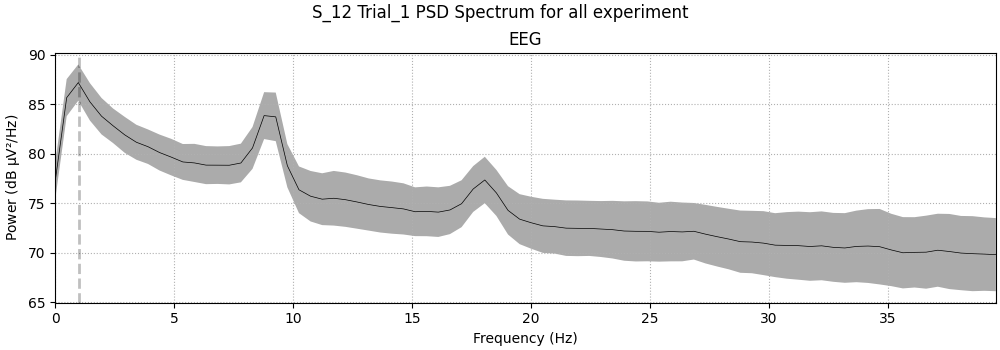 S_12 Trial_1 PSD Spectrum for all experiment
EEG
Power (dB µV²/Hz)
90
85
80
75
70
65
0 5 10 15 20 25 30 35
Frequency (Hz)